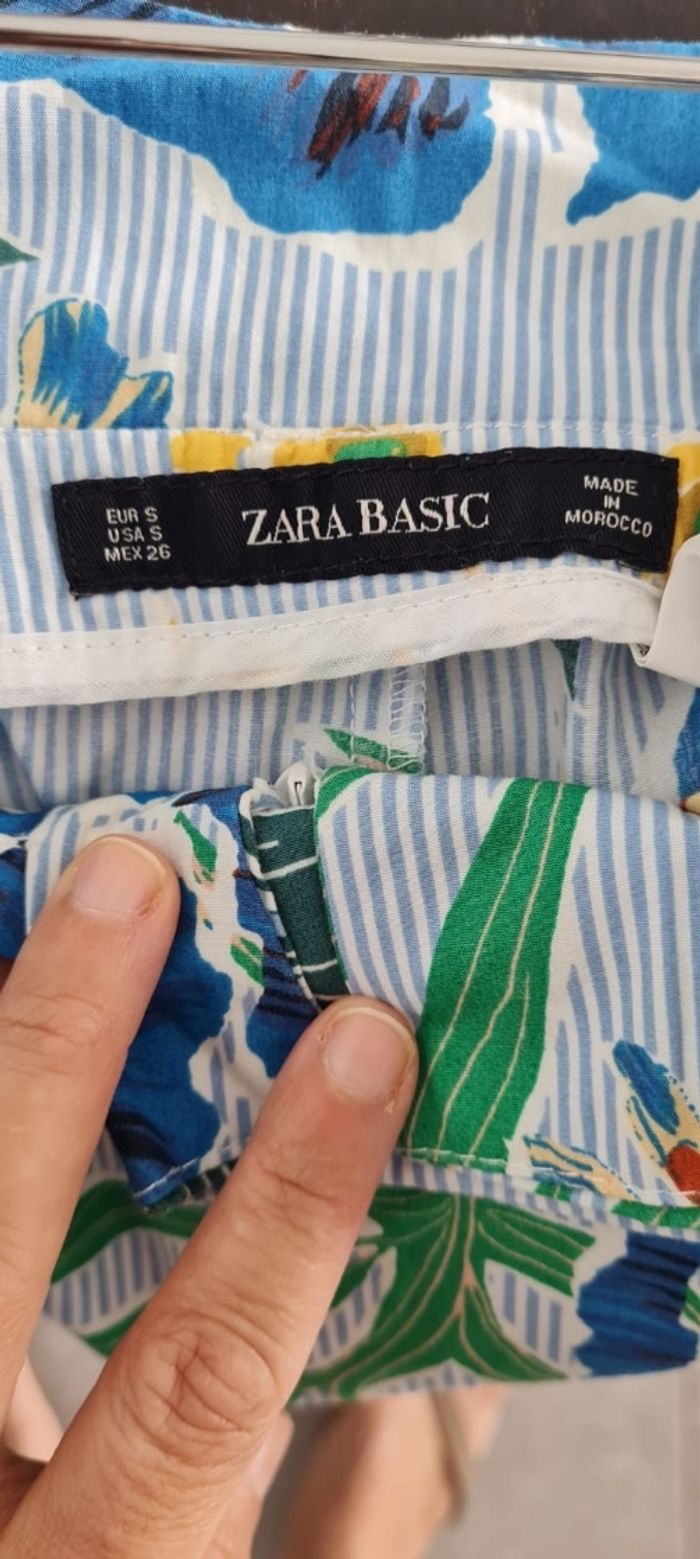 EUR S
USA S
MEX 26
ZARA BASIC
MADE
IN
MOROCCO